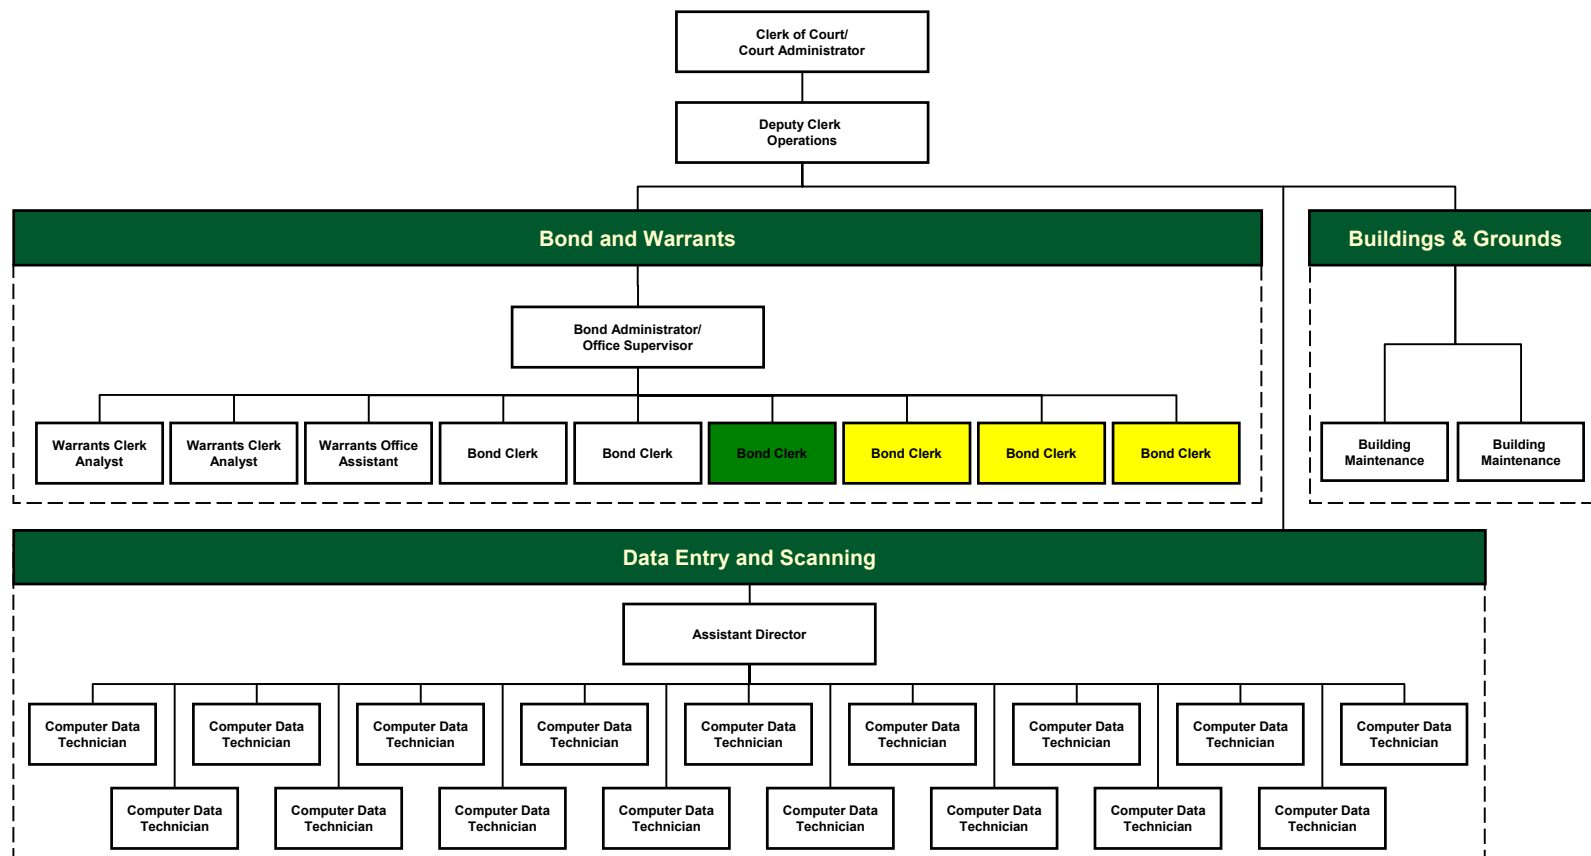 Clerk of Court/
Court Administrator
Deputy Clerk
Operations
Bond and Warrants
Buildings & Grounds
Bond Administrator/
Office Supervisor
Warrants Clerk
Analyst
Warrants Clerk
Analyst
Warrants Office
Assistant
Bond Clerk
Bond Clerk
Bond Clerk
Bond Clerk
Bond Clerk
Bond Clerk
Building
Maintenance
Building
Maintenance
Data Entry and Scanning
Assistant Director
Computer Data
Technician
Computer Data
Technician
Computer Data
Technician
Computer Data
Technician
Computer Data
Technician
Computer Data
Technician
Computer Data
Technician
Computer Data
Technician
Computer Data
Technician
Computer Data
Technician
Computer Data
Technician
Computer Data
Technician
Computer Data
Technician
Computer Data
Technician
Computer Data
Technician
Computer Data
Technician
Computer Data
Technician